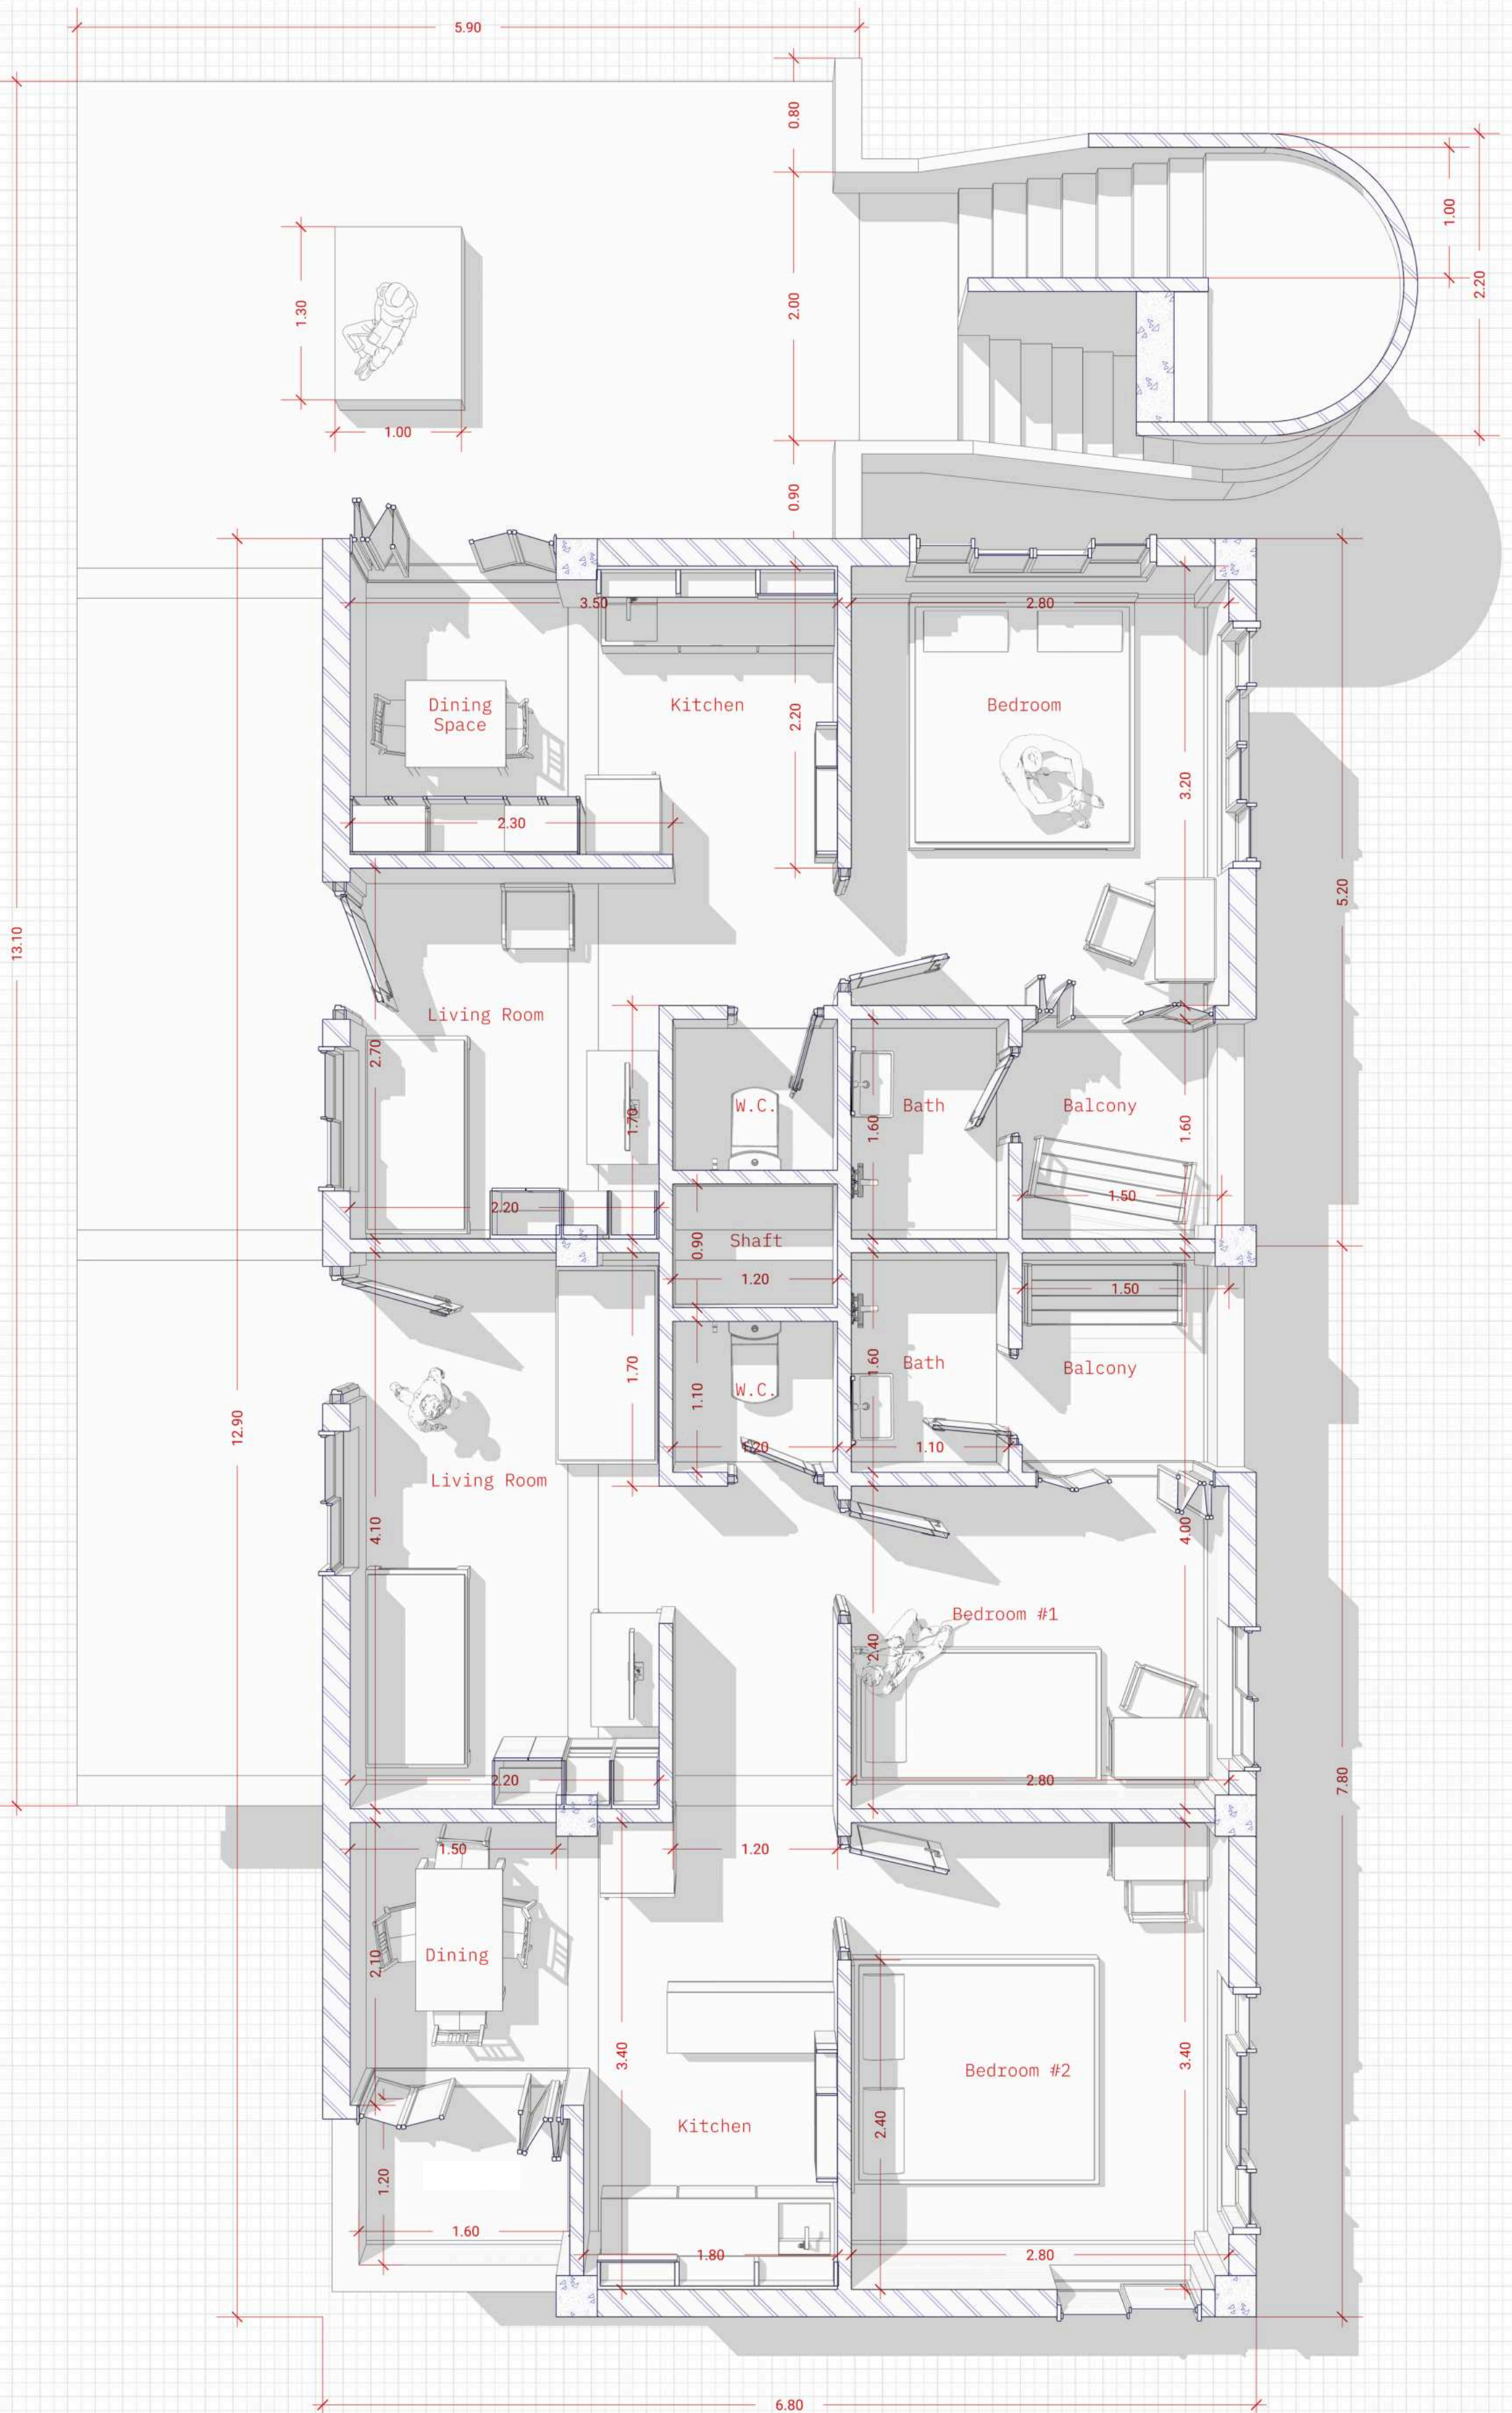 5.90
0.80
1.00
2.20
1.30
2.00
1.00
0.90
3.50
2.80
Dining
Space
Kitchen
Bedroom
2.20
3.20
2.30
5.20
13.10
Living Room
2.70
1.70
W.C.
1.60
Bath
Balcony
1.60
1.50
2.20
0.90
Shaft
1.20
1.50
1.70
1.60
Bath
Balcony
W.C.
1.10
12.90
1.20
1.10
Living Room
4.10
4.00
Bedroom #1
2.40
2.20
2.80
7.80
1.50
1.20
Dining
2.10
3.40
Bedroom #2
3.40
Kitchen
2.40
1.20
1.60
1.80
2.80
6.80